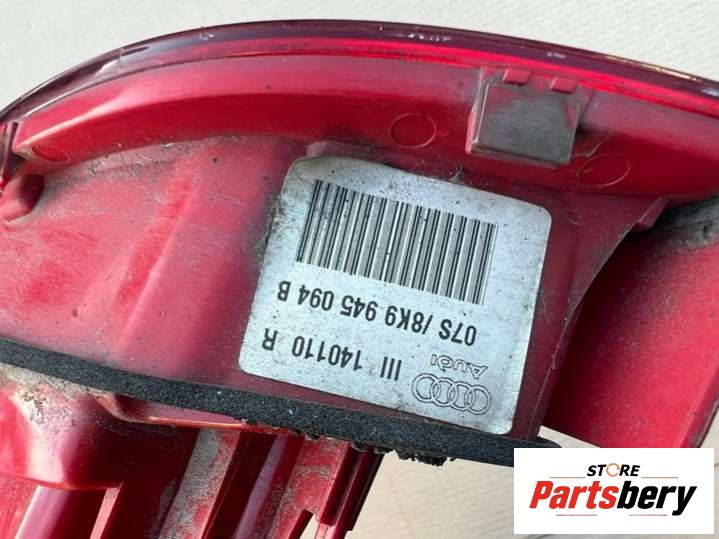 Audi
III 140110 R
07S /8K9 945 094 B
STORE
Partsbery